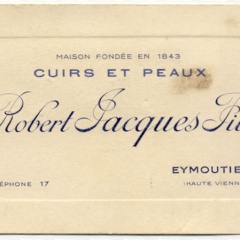 MAISON FONDÉE EN 1843
CUIRS ET PEAUX
Robert Jacques
EYMOUTIE
ÉPHONE 17
(HAUTE VIENN